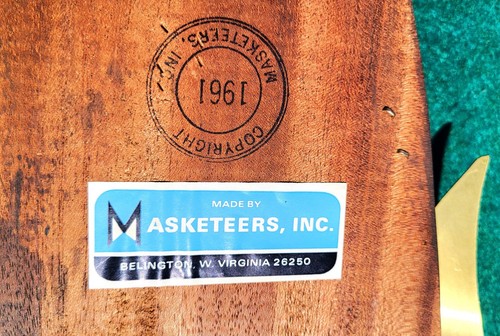 MASKETEERS, INC.
COPYRIGHT
1961
MADE BY
MASKETEERS, INC.
BELINGTON, W. VIRGINIA 26250